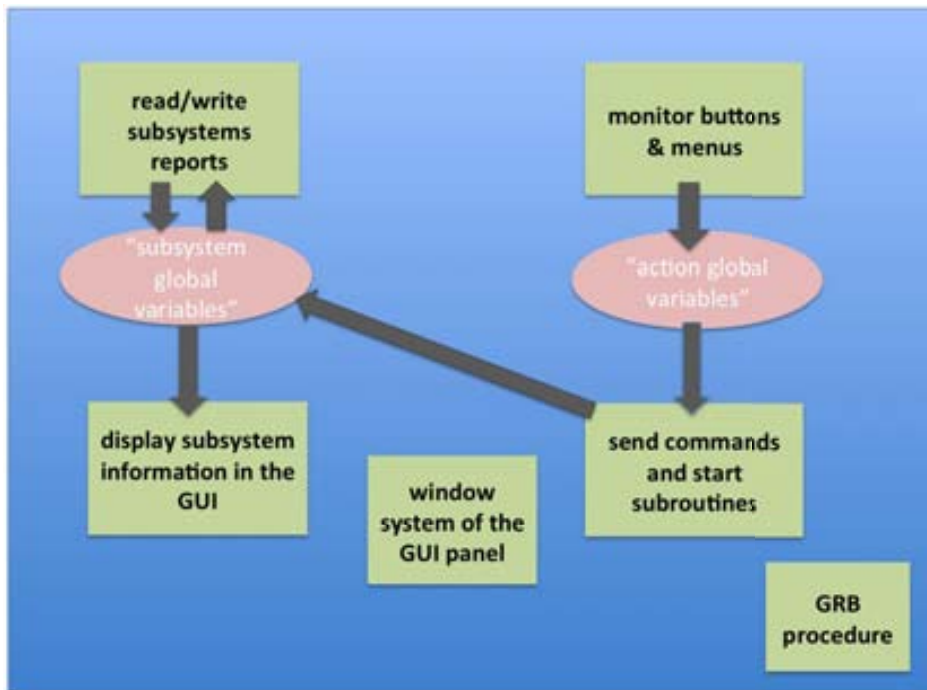 read/write
subsystems
reports
monitor buttons
& menus
"subsystem
global
variables"
"action global
variables"
display subsystem
information in the
GUI
window
system of the
GUI panel
send commands
and start
subroutines
GRB
procedure